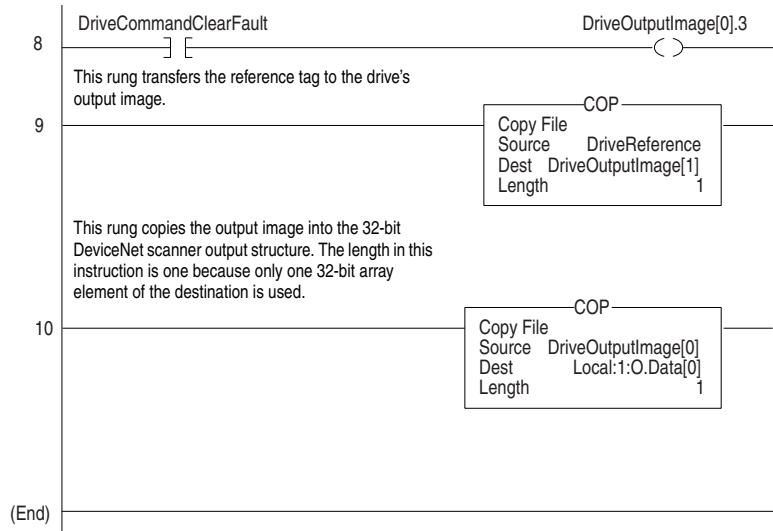 DriveCommandClearFault DriveOutputImage[0].3
8
This rung transfers the reference tag to the drive's
output image.
9
COP
Copy File
Source DriveReference
Dest DriveOutputImage[1]
Length 1
This rung copies the output image into the 32-bit
DeviceNet scanner output structure. The length in this
instruction is one because only one 32-bit array
element of the destination is used.
10
COP
Copy File
Source DriveOutputImage[0]
Dest Local:1:O.Data[0]
Length 1
(End)